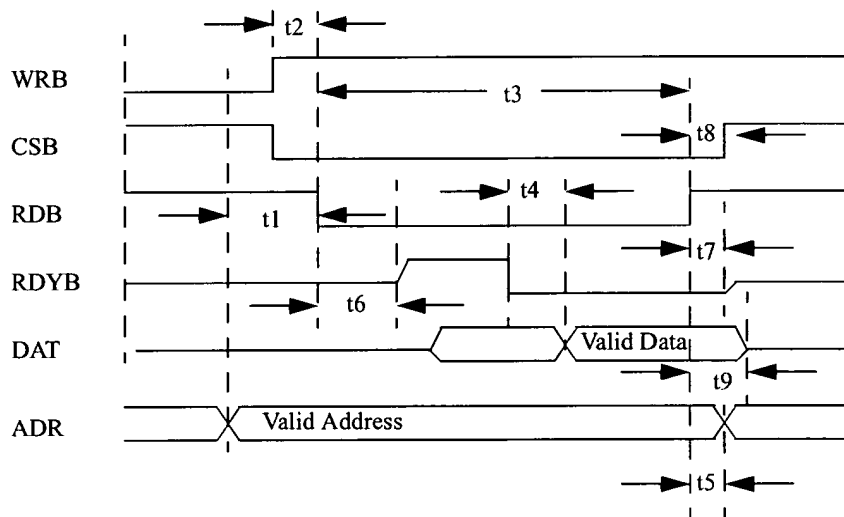 t2
WRB
t3
CSB
t8
RDB
t1
t4
RDYB
t7
t6
DAT
Valid Data
t9
ADR
Valid Address
t5